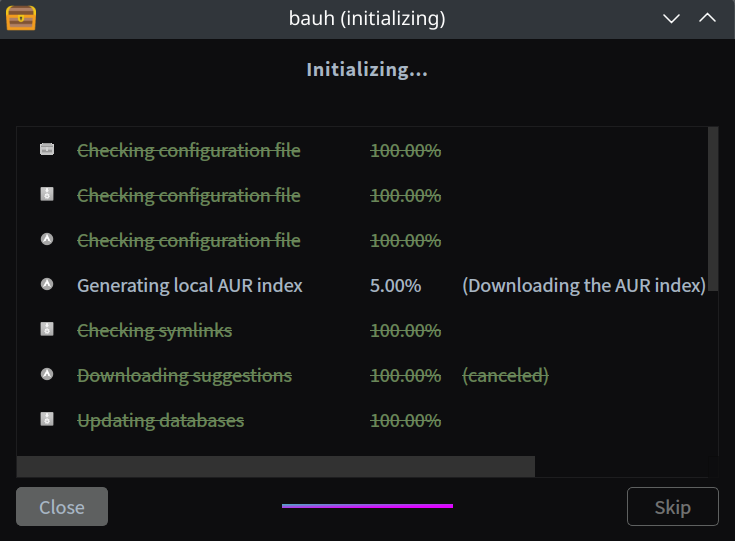 bauh (initializing)
Initializing...
Checking configuration file 100.00%
Checking configuration file 100.00%
Checking configuration file 100.00%
Generating local AUR index 5.00% (Downloading the AUR index)
Checking symlinks 100.00%
Downloading suggestions 100.00% (canceled)
Updating databases 100.00%
Close Skip